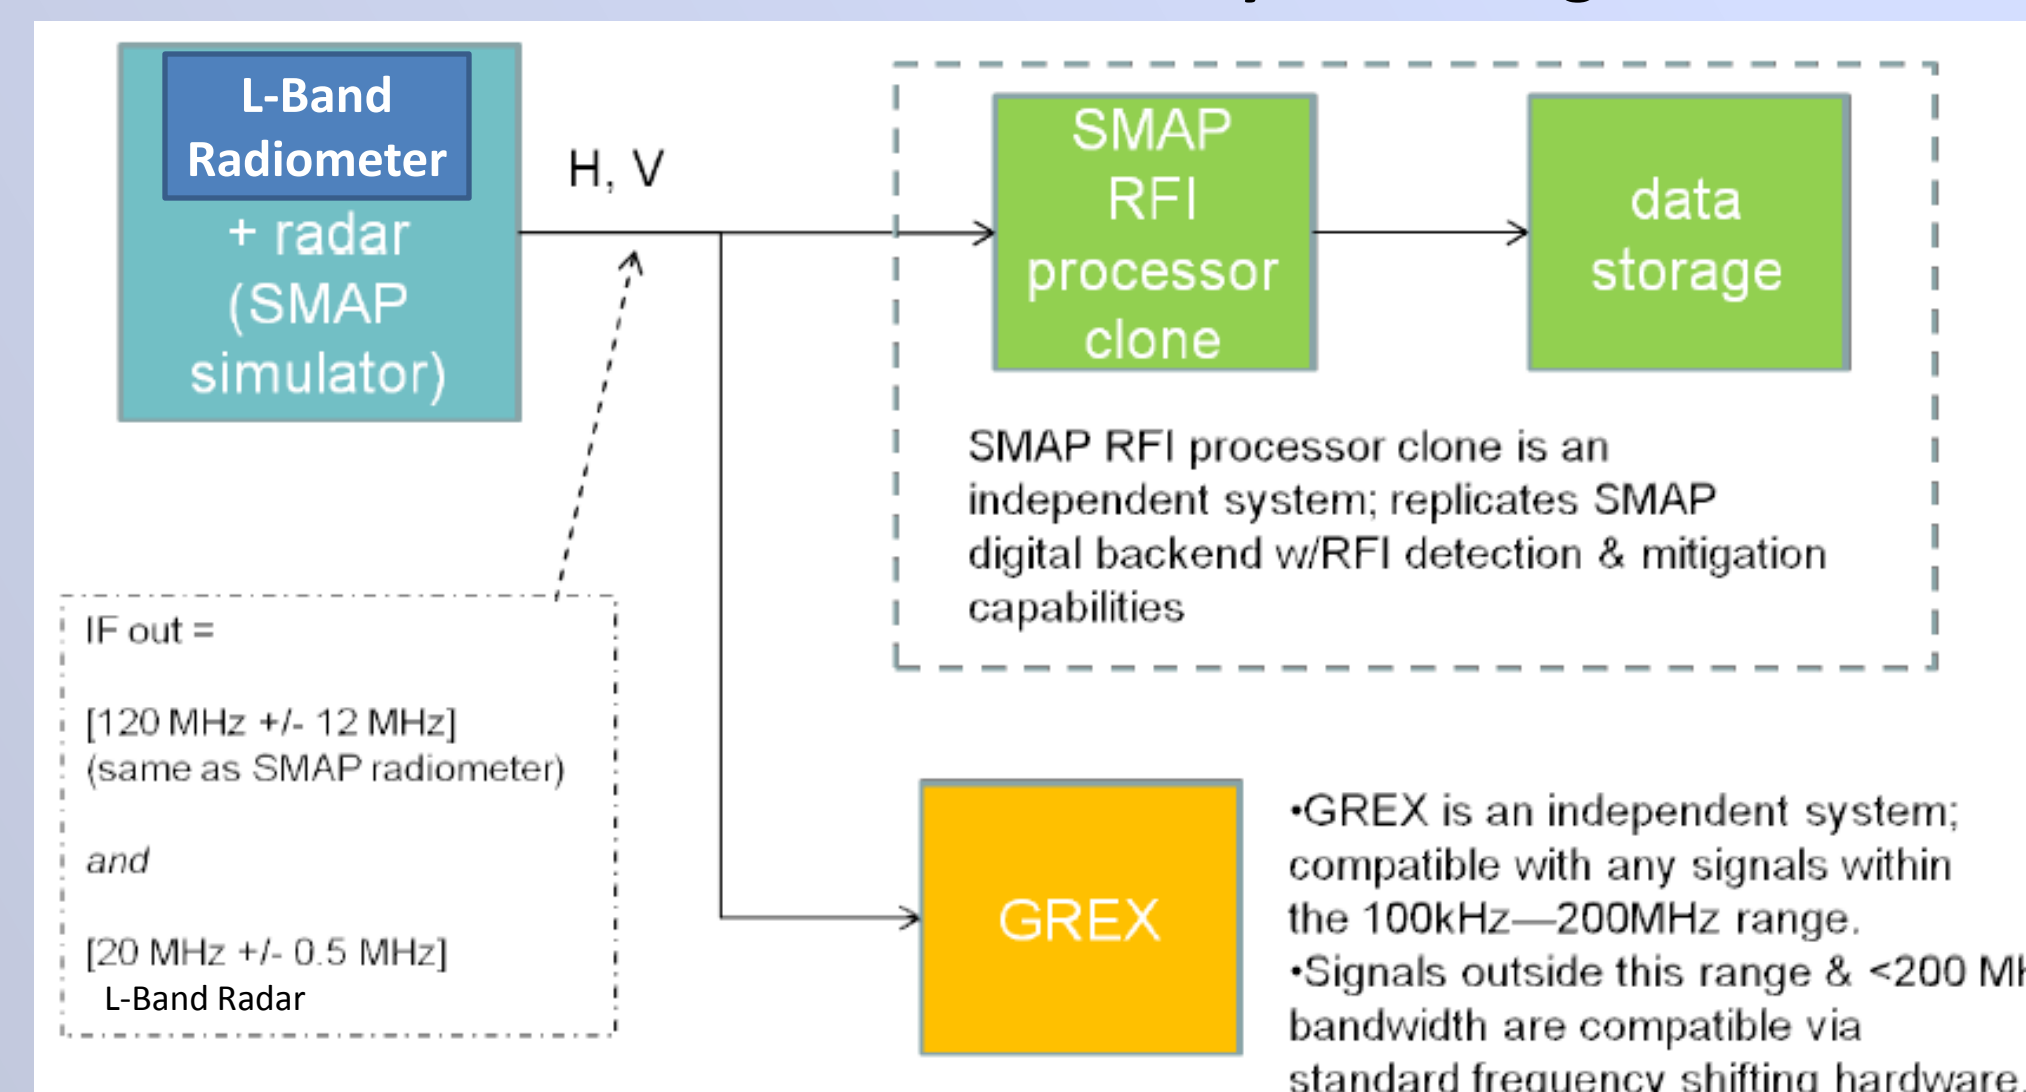 L-Band
Radiometer
+ radar
(SMAP
simulator)
H, V
SMAP
RFI
processor
clone
data
storage
SMAP RFI processor clone is an
independent system; replicates SMAP
digital backend w/RFI detection & mitigation
capabilities
IF out =
[120 MHz +/- 12 MHz]
(same as SMAP radiometer)
and
[20 MHz +/- 0.5 MHz]
L-Band Radar
GREX
•GREX is an independent system;
compatible with any signals within
the 100kHz—200MHz range.
•Signals outside this range & <200
bandwidth are compatible via
standard frequency shifting hardware